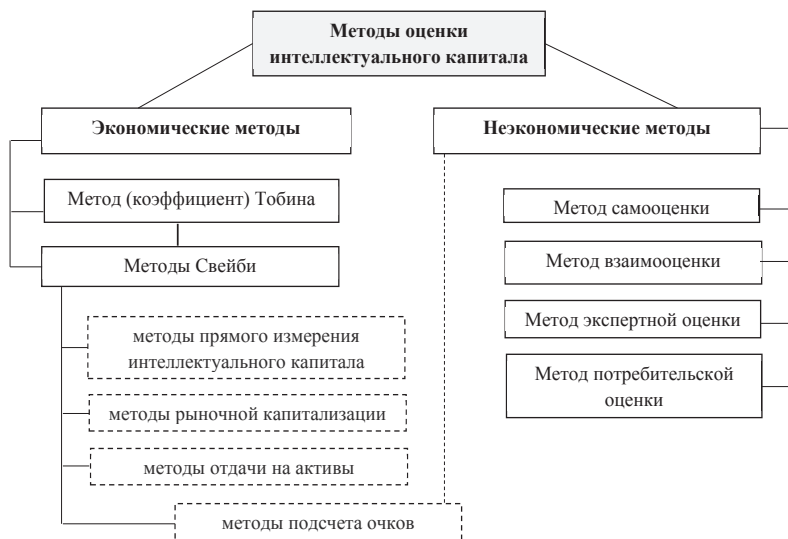 Методы оценки
интеллектуального капитала
Экономические методы
Неэкономические методы
Метод (коэффициент) Тобина
Методы Свейби
методы прямого измерения
интеллектуального капитала
методы рыночной капитализации
методы отдачи на активы
методы подсчета очков
Метод самооценки
Метод взаимооценки
Метод экспертной оценки
Метод потребительской
оценки